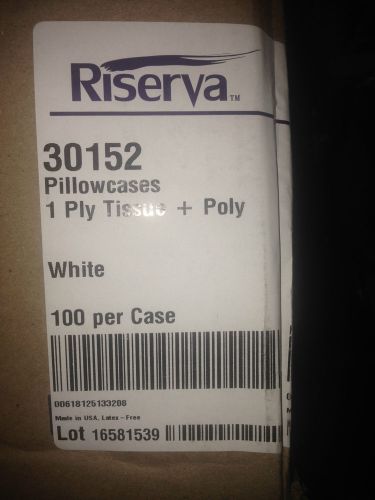 Riserva™
30152
Pillowcases
1 Ply Tissue + Poly
White
100 per Case
00618125133208
Made in USA, Latex - Free
Lot 16581539